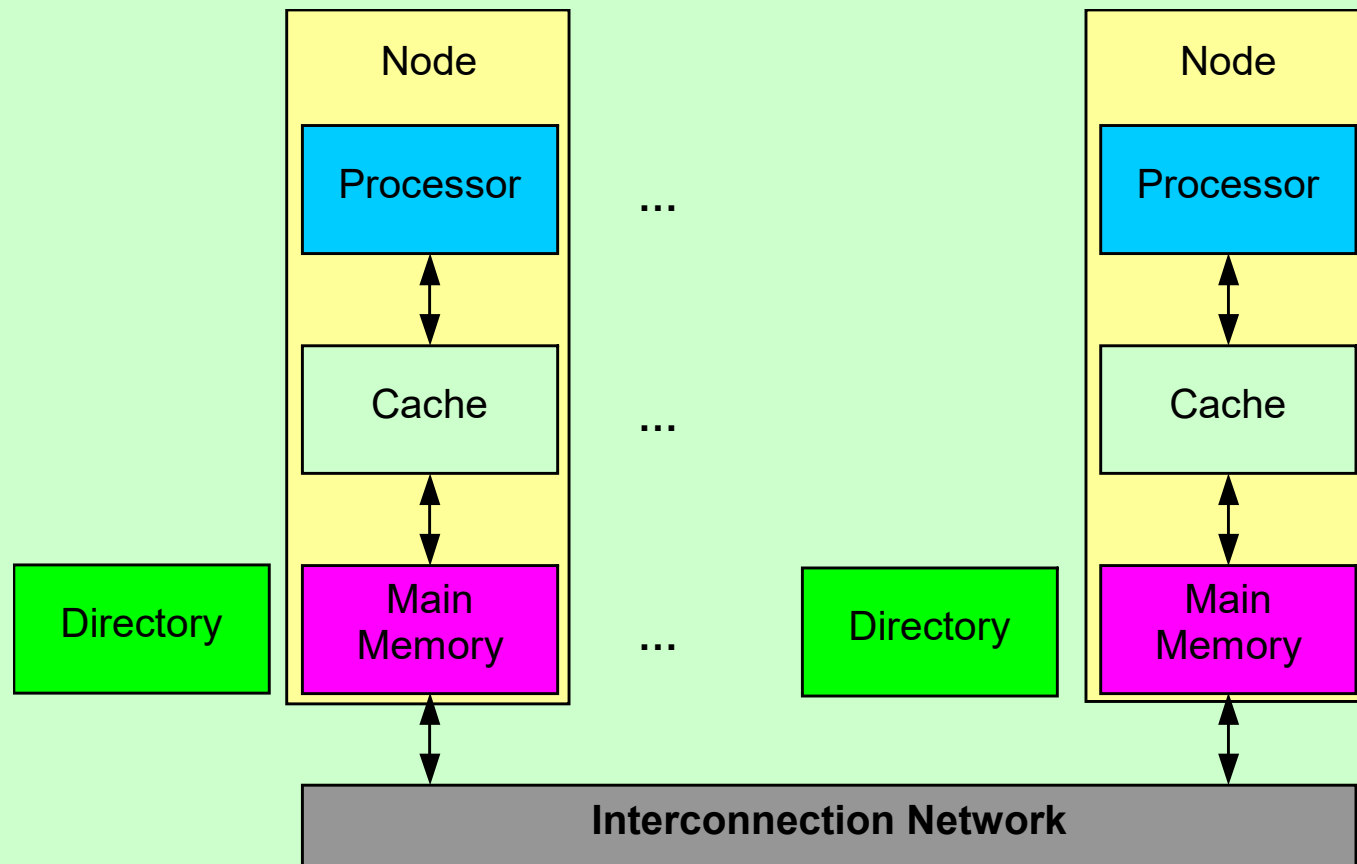 Node
Node
Processor
...
Processor
Cache
...
Cache
Directory
Main
Memory
...
Directory
Main
Memory
Interconnection Network